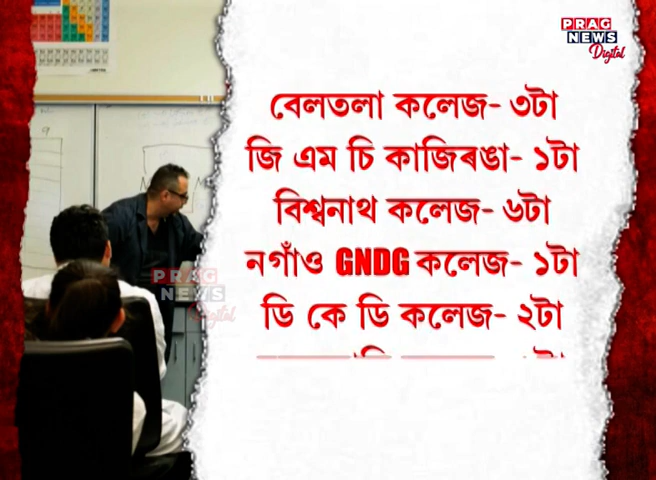 PRAG
NEWS
Digital
বেলতলা কলেজ- ৩টা
জি এম চি কাজিৰঙা- ১টা
বিশ্বনাথ কলেজ- ৬টা
নগাঁও GNDG কলেজ- ১টা
ডি কে ডি কলেজ- ২টা
PRAG
NEWS
Digital